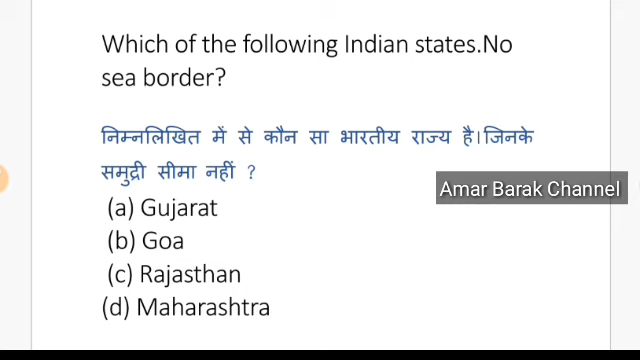 Which of the following Indian states.No
sea border?
निम्नलिखित में से कौन सा भारतीय राज्य है।जिनके
समुद्री सीमा नहीं ?
Amar Barak Channel
(a) Gujarat
(b) Goa
(c) Rajasthan
(d) Maharashtra